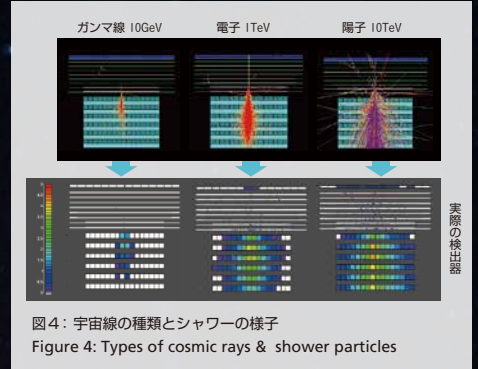 ガンマ線 10GeV 電子 1TeV 陽子 10TeV
実際の検出器
図4：宇宙線の種類とシャワーの様子
Figure 4: Types of cosmic rays & shower particles